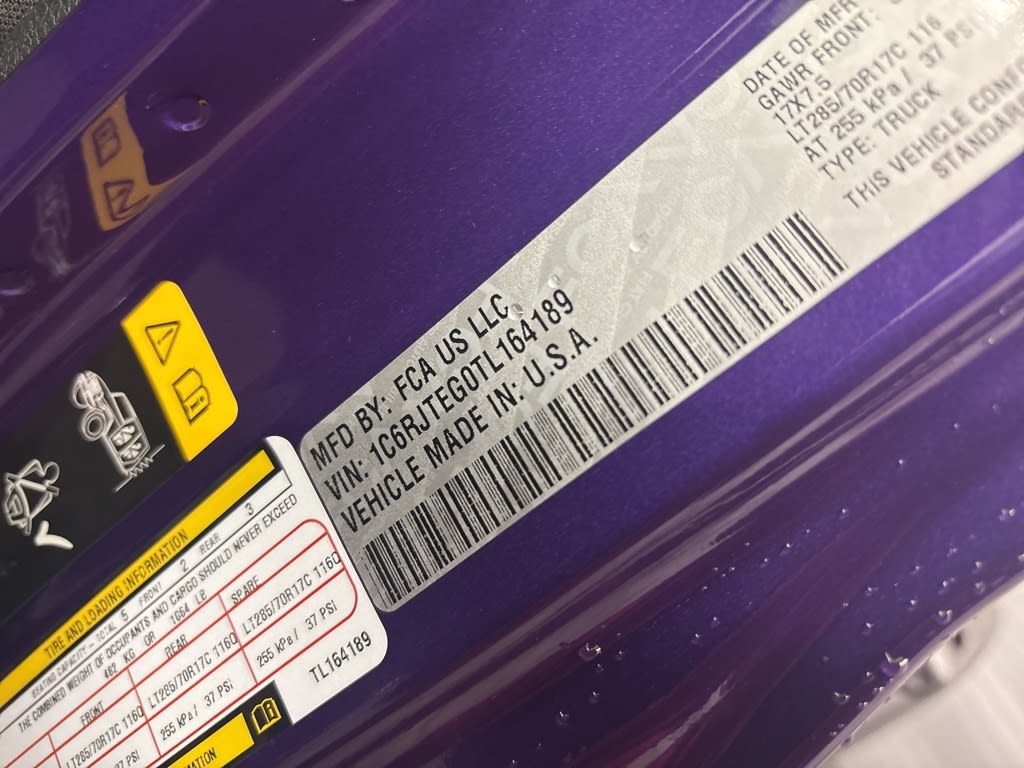 MFD BY: FCA US LLC
VIN: 1C6RJTEG0TL164189
VEHICLE MADE IN: U.S.A.
DATE OF MFR
GAWR FRONT:
17X7.5
LT285/70R17C 116
AT 255 kPa / 37 PSI
TYPE: TRUCK
THIS VEHICLE CONF
STANDARD
TIRE AND LOADING INFORMATION
SEATING CAPACITY - TOTAL 5 FRONT 2 REAR 3
THE COMBINED WEIGHT OF OCCUPANTS AND CARGO SHOULD NEVER EXCEED
482 KG OR 1064 LB
FRONT REAR SPARE
LT285/70R17C 116Q LT285/70R17C 116Q LT285/70R17C 116Q
37 PSI 255 kPa / 37 PSI 255 kPa / 37 PSI
TL164189